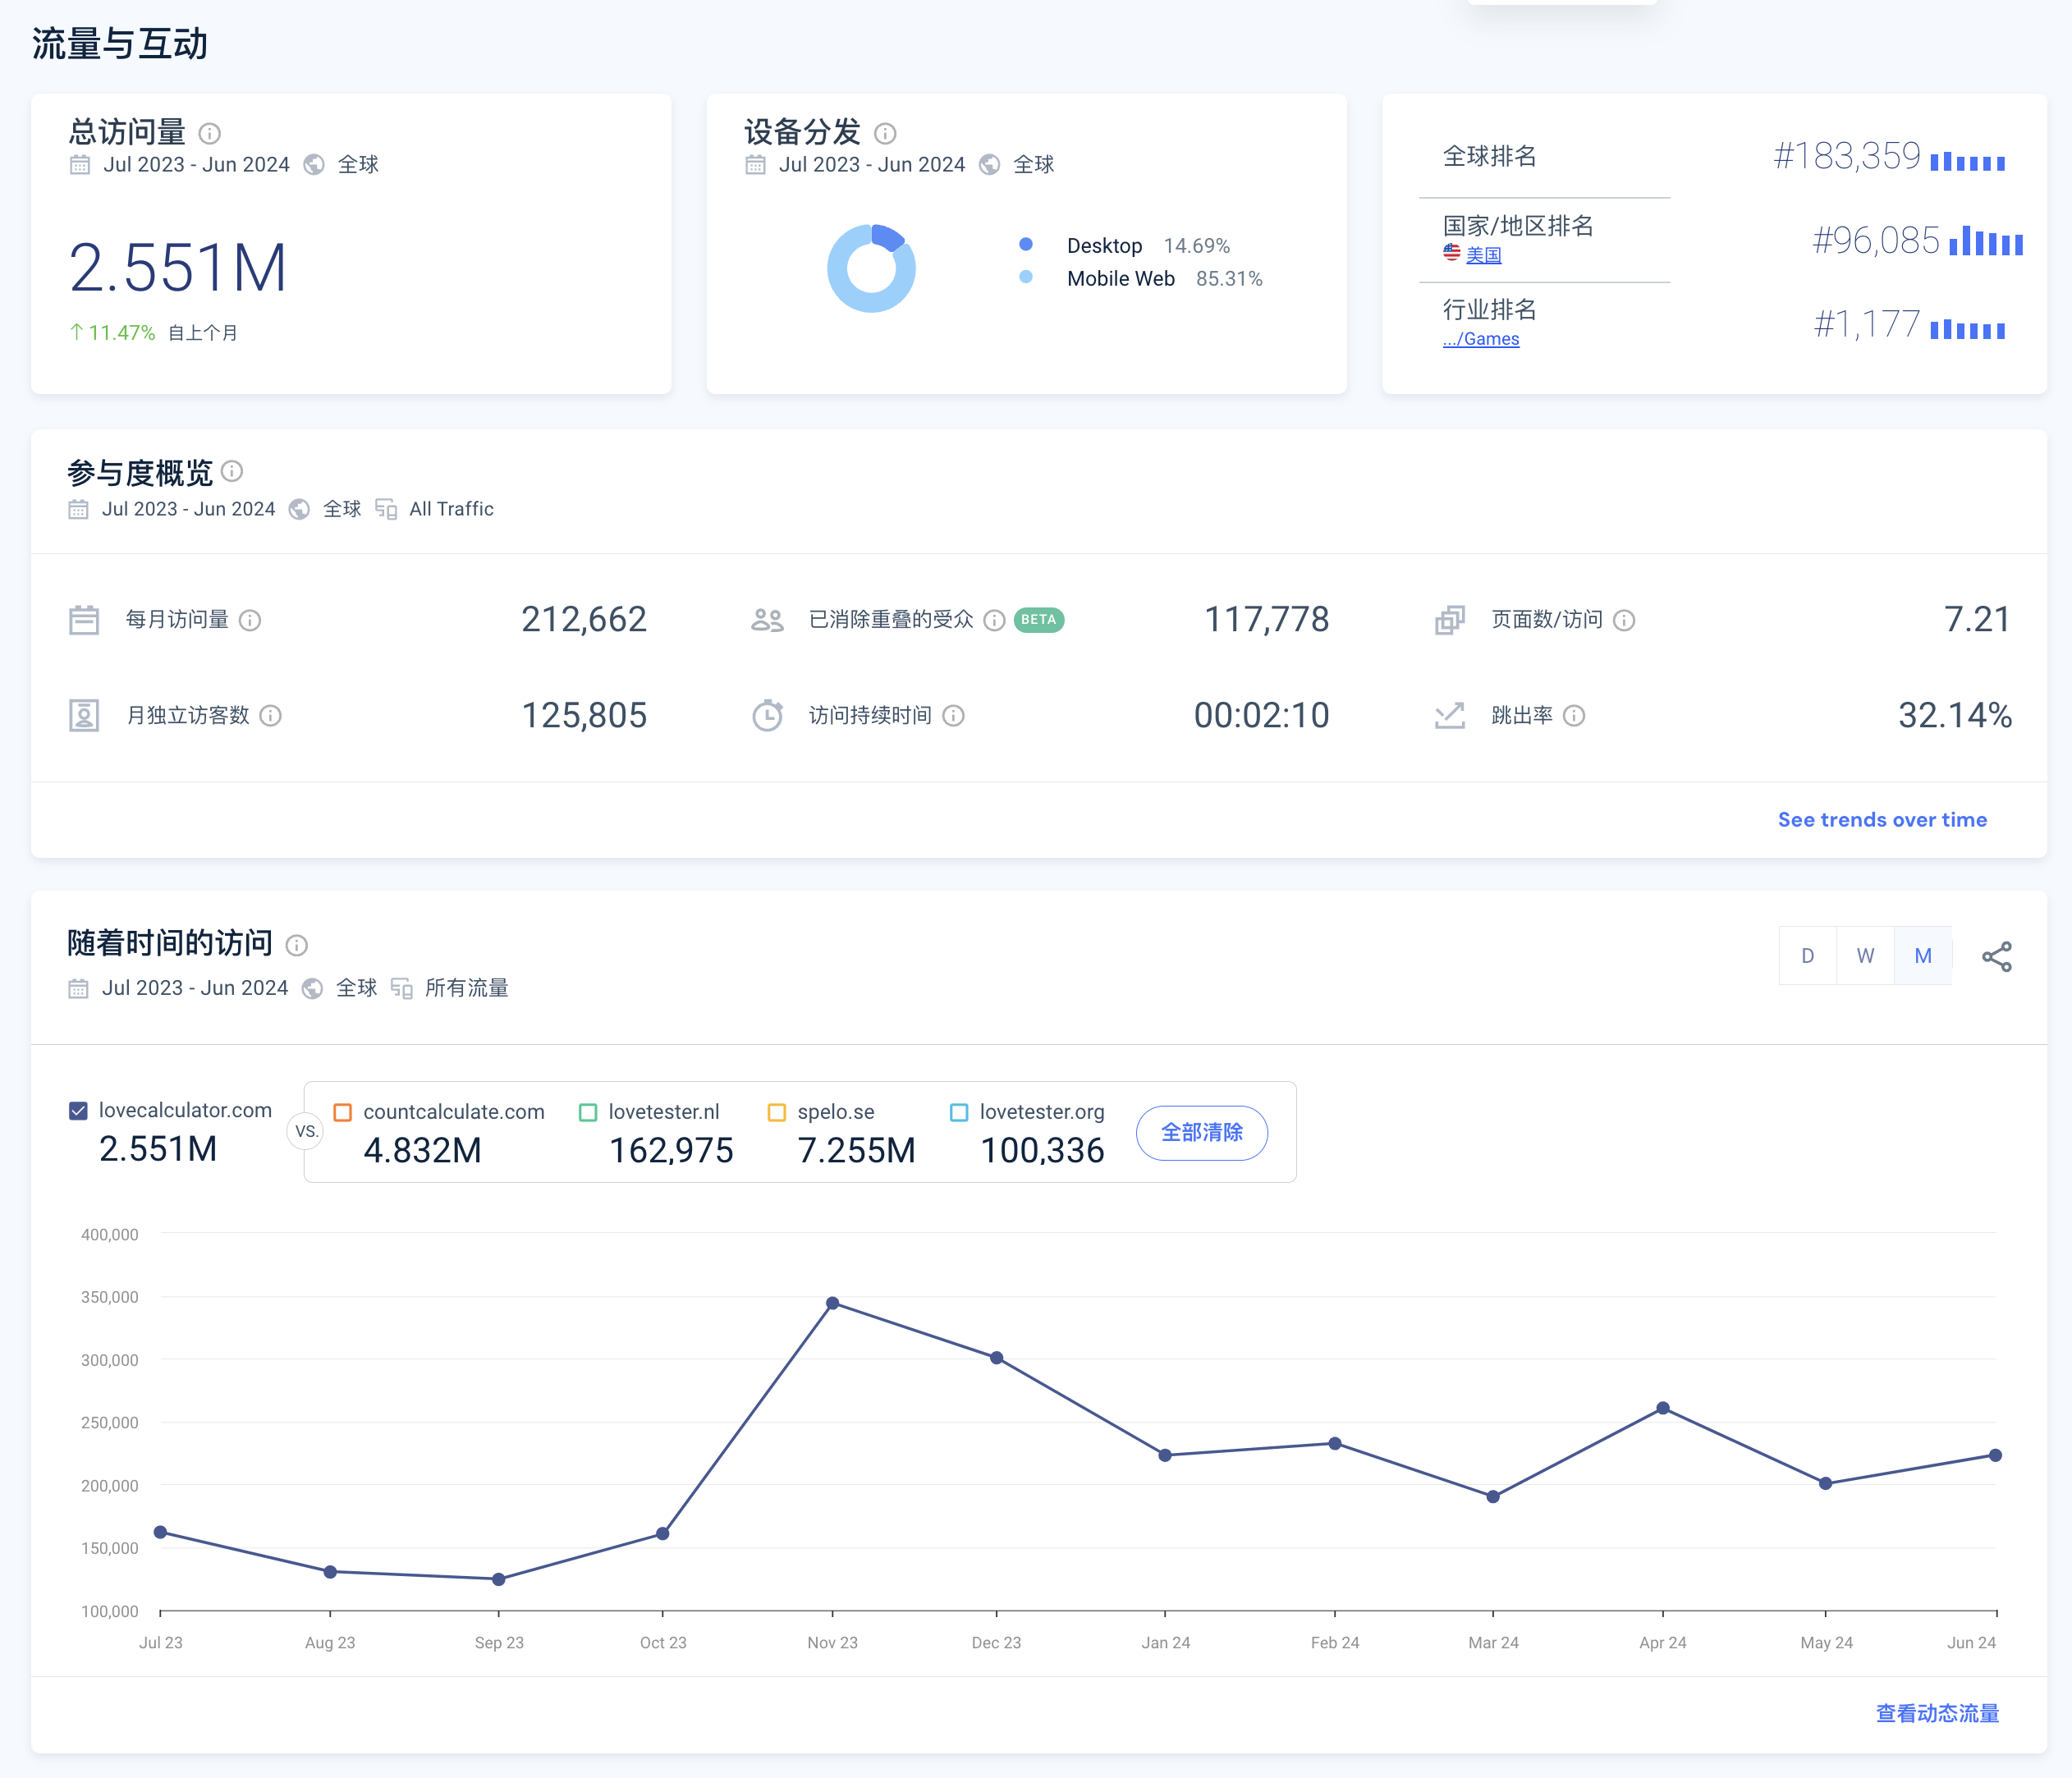 流量与互动
总访问量
Jul 2023 - Jun 2024 全球
2.551M
↑ 11.47% 自上个月
设备分发
Jul 2023 - Jun 2024 全球
Desktop 14.69%
Mobile Web 85.31%
全球排名 #183,359
国家/地区排名 #96,085
美国
行业排名 #1,177
.../Games
参与度概览
Jul 2023 - Jun 2024 全球 All Traffic
每月访问量 212,662
已消除重叠的受众 BETA 117,778
页面数/访问 7.21
月独立访客数 125,805
访问持续时间 00:02:10
跳出率 32.14%
See trends over time
随着时间的访问
Jul 2023 - Jun 2024 全球 所有流量
D W M
lovecalculator.com
2.551M
VS.
countcalculate.com
4.832M
lovetester.nl
162,975
spelo.se
7.255M
lovetester.org
100,336
全部清除
400,000
350,000
300,000
250,000
200,000
150,000
100,000
Jul 23 Aug 23 Sep 23 Oct 23 Nov 23 Dec 23 Jan 24 Feb 24 Mar 24 Apr 24 May 24 Jun 24
查看动态流量